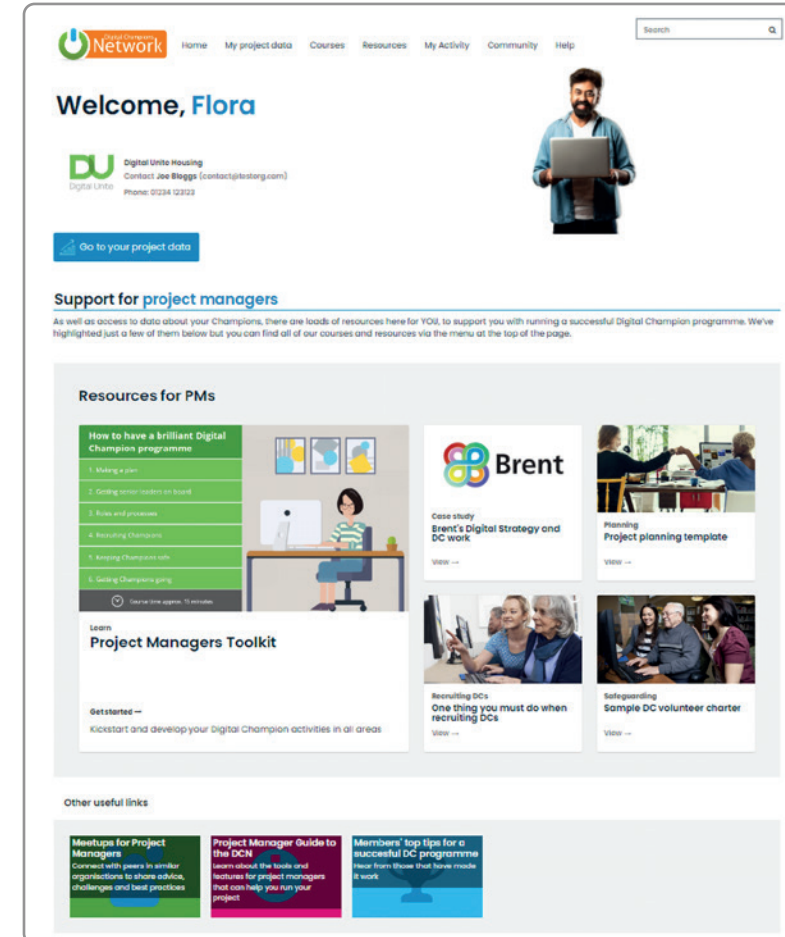 Digital Champions
Network
Home My project data Courses Resources My Activity Community Help
Search
Welcome, Flora
DU
Digital Unite
Digital Unite Housing
Contact Joe Bloggs (contact@testorg.com)
Phone: 01234 123123
Go to your project data
Support for project managers
As well as access to data about your Champions, there are loads of resources here for YOU, to support you with running a successful Digital Champion programme. We've
highlighted just a few of them below but you can find all of our courses and resources via the menu at the top of the page.
Resources for PMs
How to have a brilliant Digital
Champion programme
1. Making a plan
2. Getting senior leaders on board
3. Roles and processes
4. Recruiting Champions
5. Keeping Champions safe
6. Getting Champions going
Course time approx. 15 minutes
Learn
Project Managers Toolkit
Get started →
Kickstart and develop your Digital Champion activities in all areas
Brent
Case study
Brent's Digital Strategy and
DC work
View →
Planning
Project planning template
View →
Recruiting DCs
One thing you must do when
recruiting DCs
View →
Safeguarding
Sample DC volunteer charter
View →
Other useful links
Meetups for Project
Managers
Connect with peers in similar
organisctions to share advice,
challenges and best practices
Project Manager Guide to
the DCN
Learn about the tools and
features for project managers
that can help you run your
project
Members' top tips for a
succesful DC programme
Hear from those that have made
it work